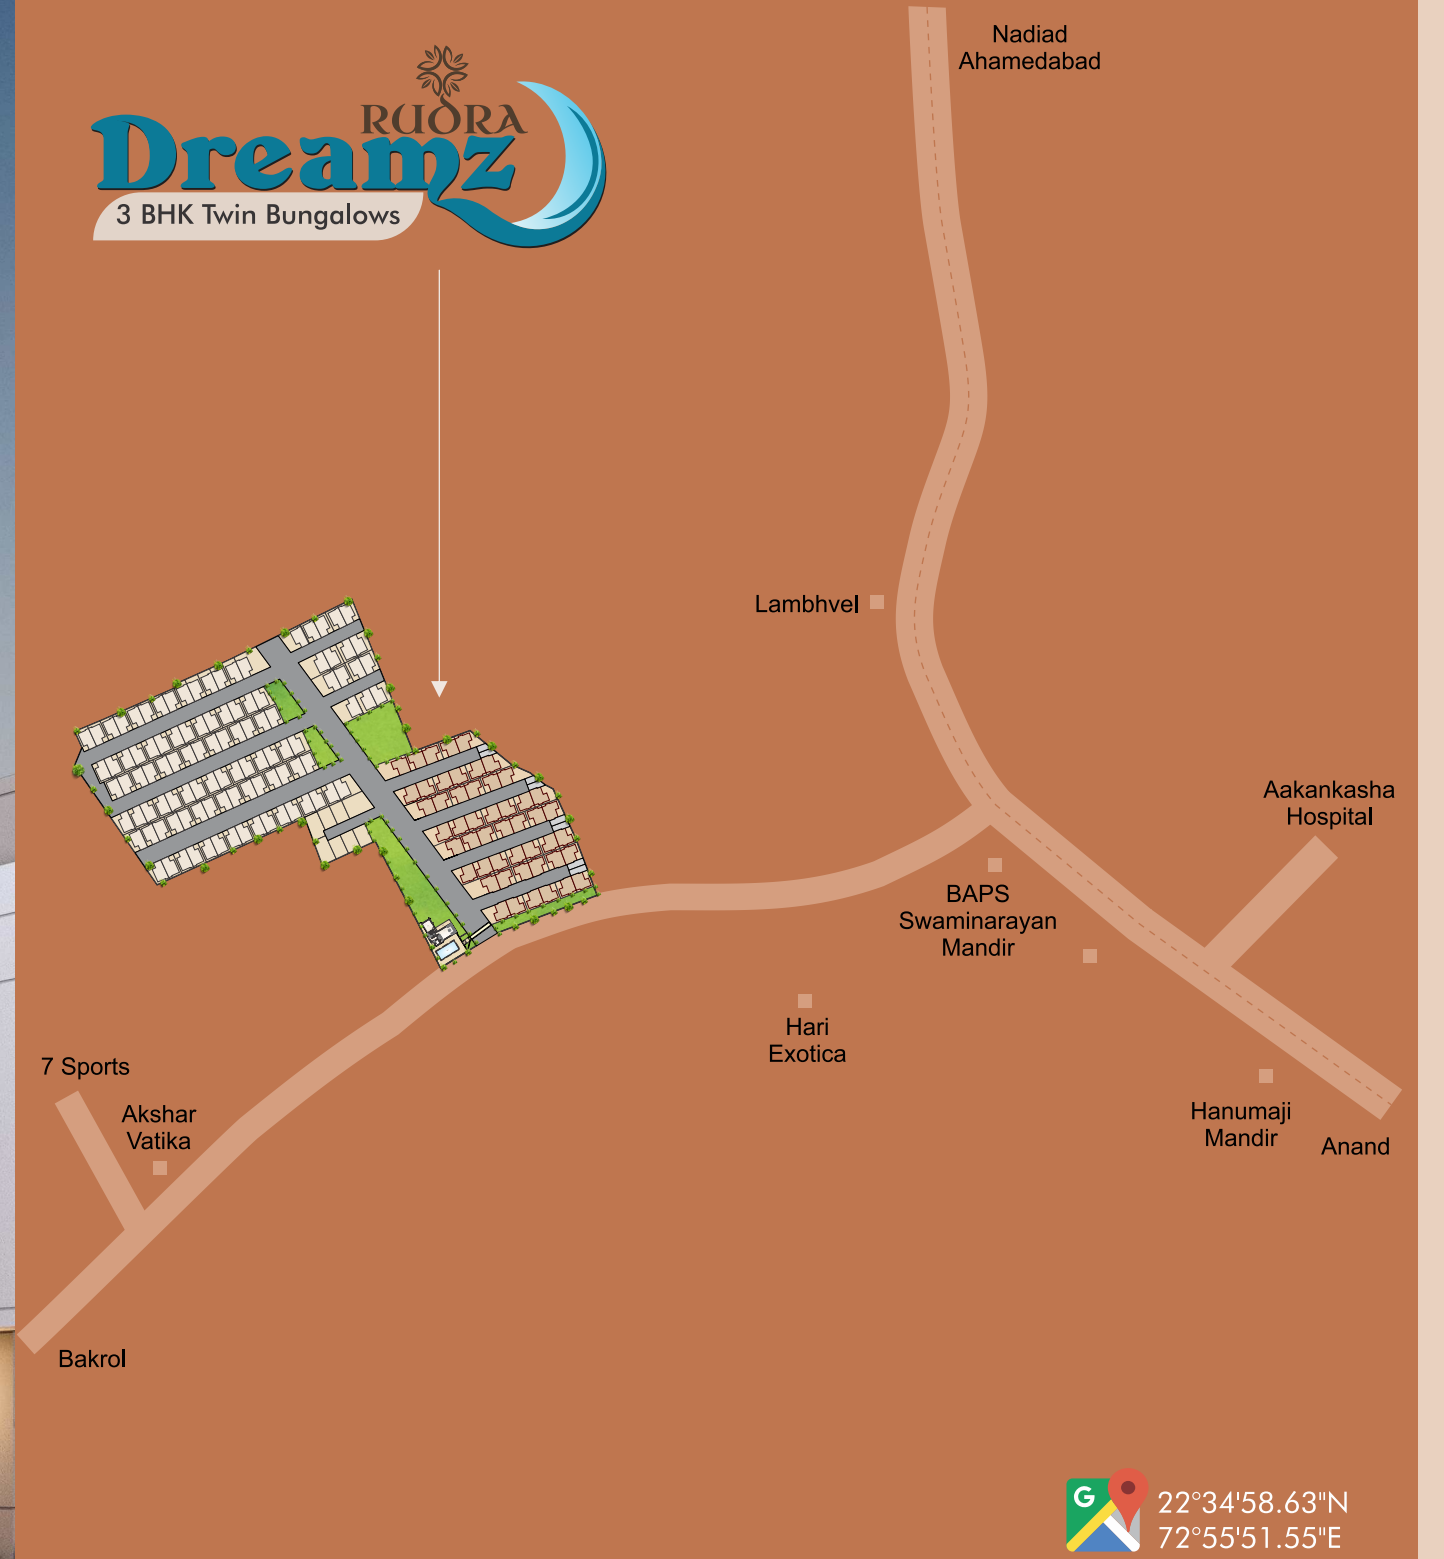 RUDRA
Dreamz
3 BHK Twin Bungalows
Nadiad
Ahamedabad
Lambhvel
Aakankasha
Hospital
BAPS
Swaminarayan
Mandir
Hari
Exotica
7 Sports
Akshar
Vatika
Hanumaji
Mandir
Anand
Bakrol
G
22°34'58.63"N
72°55'51.55"E